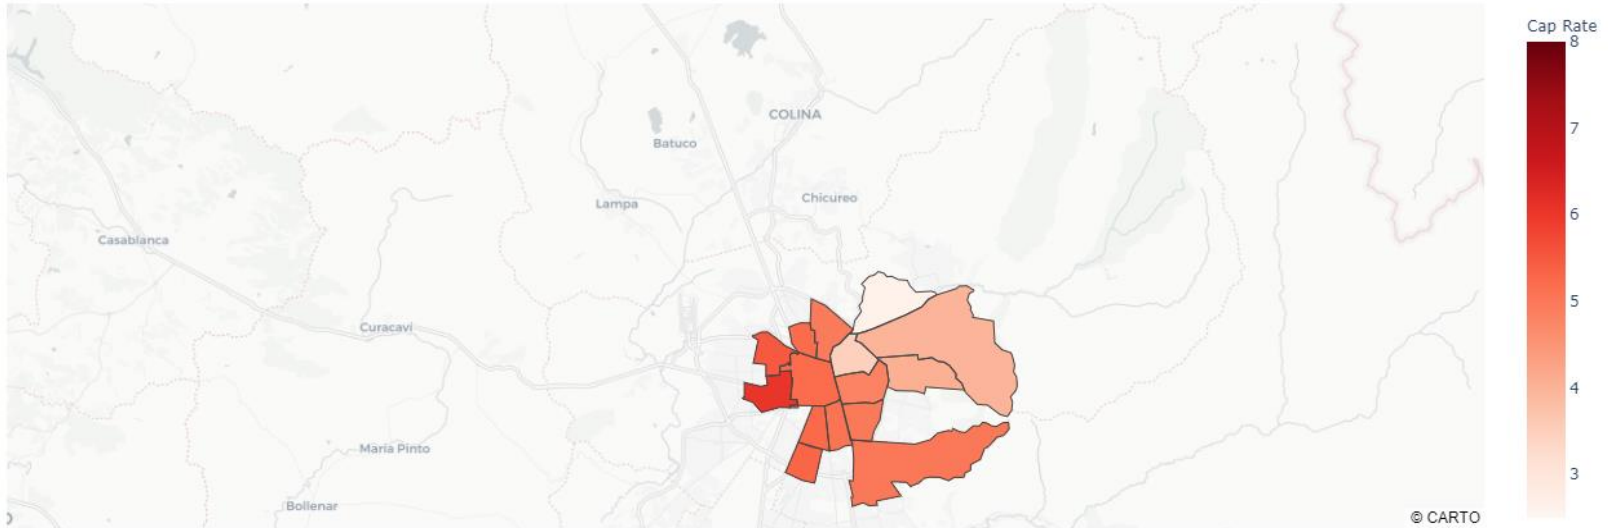 Cap Rate
8
7
6
5
4
3
COLINA
Batuco
Chicureo
Lampa
Casablanca
Curacaví
María Pinto
Bollenar
© CARTO